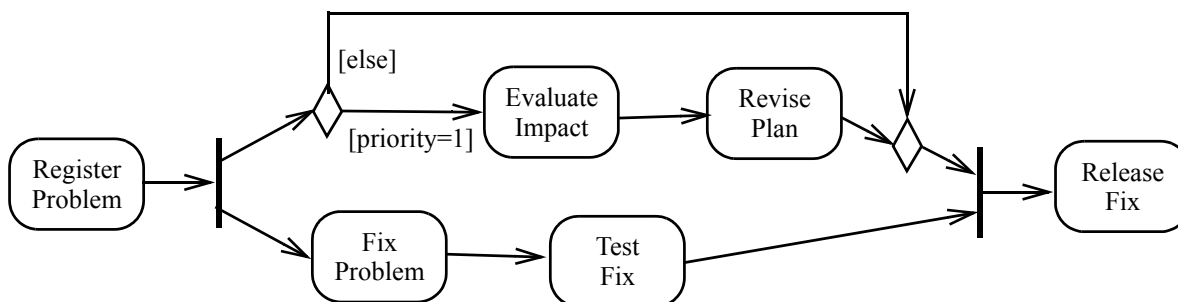 [else]
Evaluate
Impact
Revise
Plan
[priority=1]
Register
Problem
Release
Fix
Fix
Problem
Test
Fix